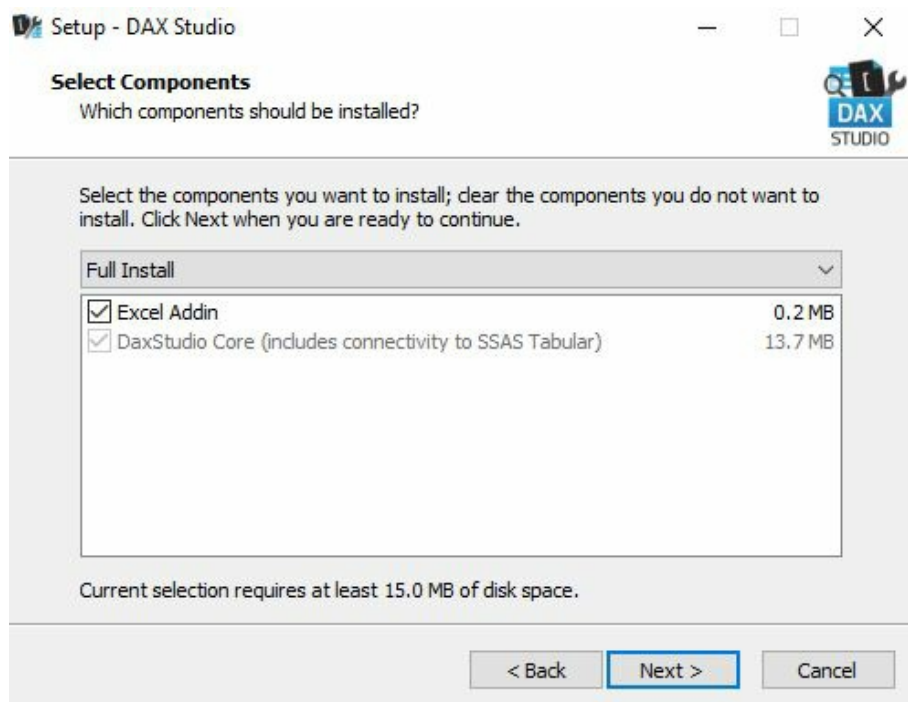 Setup - DAX Studio
Select Components
Which components should be installed?
DAX
STUDIO
Select the components you want to install; clear the components you do not want to
install. Click Next when you are ready to continue.
Full Install
Excel Addin 0.2 MB
DaxStudio Core (includes connectivity to SSAS Tabular) 13.7 MB
Current selection requires at least 15.0 MB of disk space.
< Back Next > Cancel